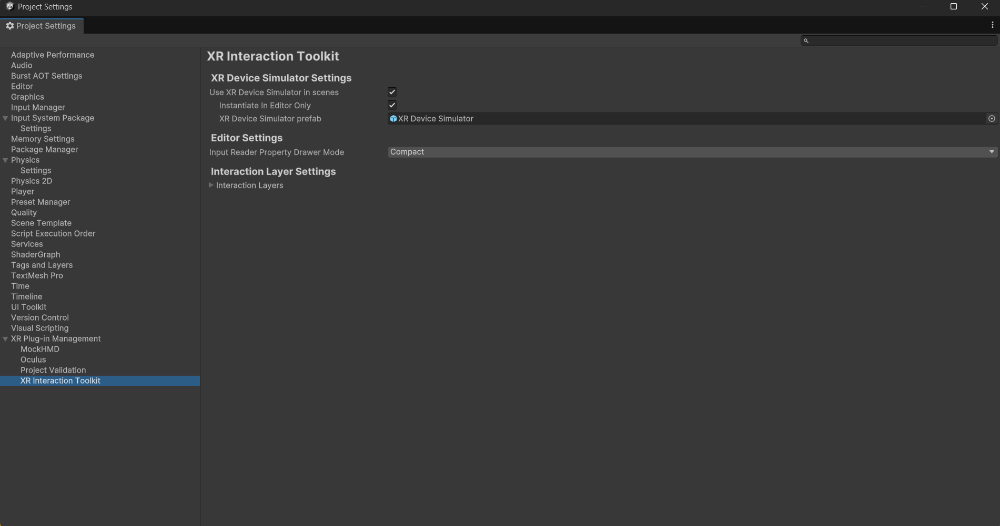 Project Settings
Project Settings
Adaptive Performance
Audio
Burst AOT Settings
Editor
Graphics
Input Manager
Input System Package
Settings
Memory Settings
Package Manager
Physics
Settings
Physics 2D
Player
Preset Manager
Quality
Scene Template
Script Execution Order
Services
ShaderGraph
Tags and Layers
TextMesh Pro
Time
Timeline
UI Toolkit
Version Control
Visual Scripting
XR Plug-in Management
MockHMD
Oculus
Project Validation
XR Interaction Toolkit
XR Interaction Toolkit
XR Device Simulator Settings
Use XR Device Simulator in scenes
Instantiate In Editor Only
XR Device Simulator prefab XR Device Simulator
Editor Settings
Input Reader Property Drawer Mode Compact
Interaction Layer Settings
Interaction Layers